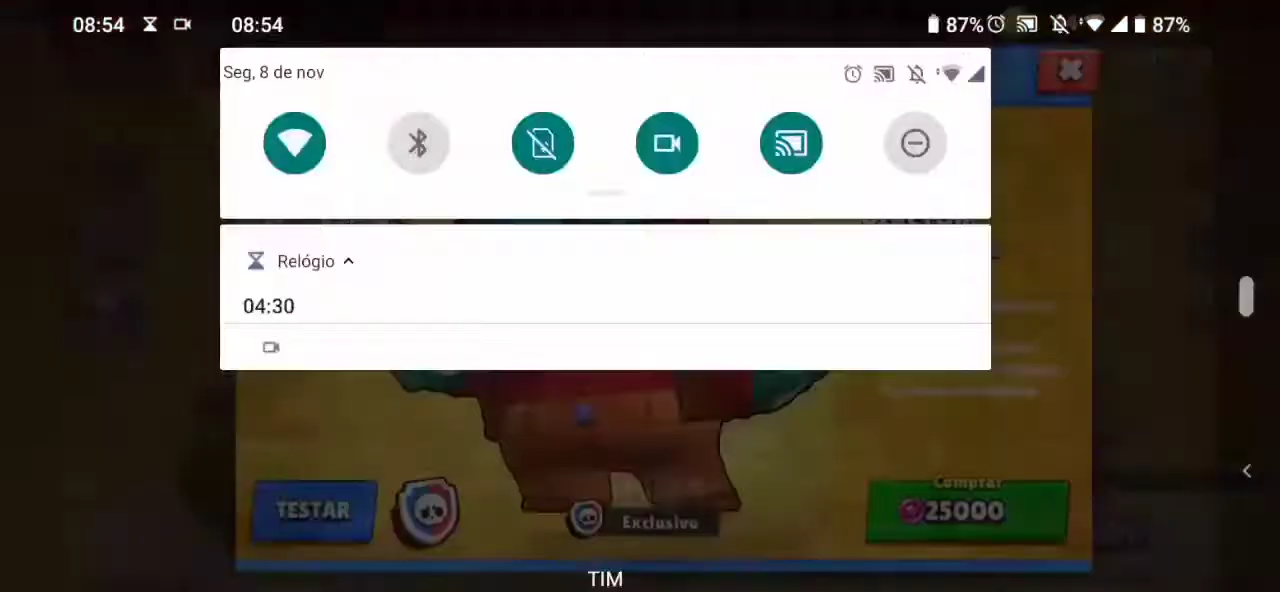 08:54 08:54 87% 87%
Seg, 8 de nov
Relógio
04:30
TESTAR
Exclusivo
Comprar
25000
TIM